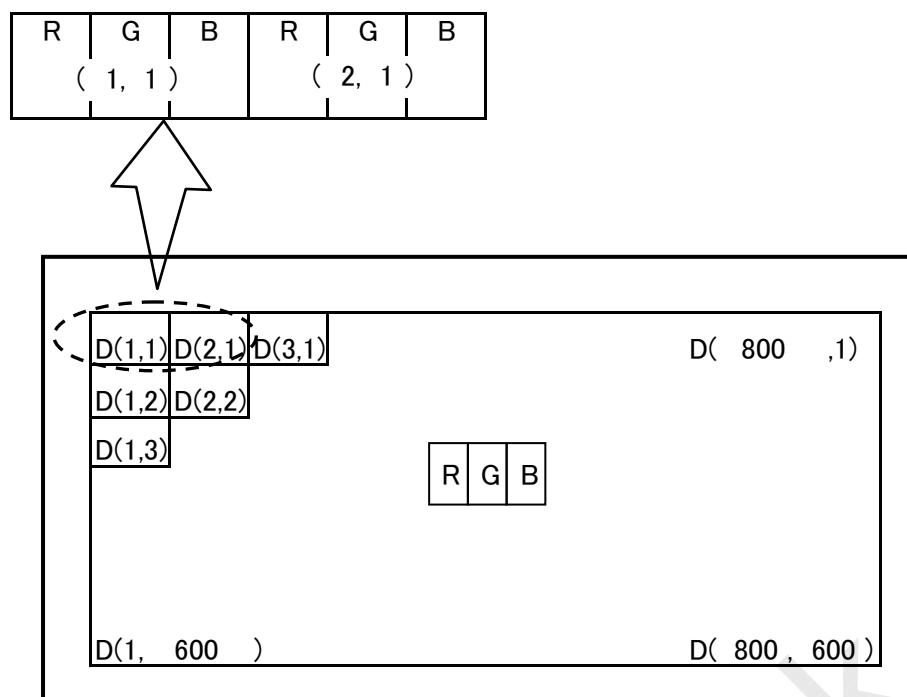 R G B R G B
( 1, 1 ) ( 2, 1 )
D(1,1) D(2,1) D(3,1) D( 800 ,1)
D(1,2) D(2,2)
D(1,3)
R G B
D(1, 600 ) D( 800 , 600 )